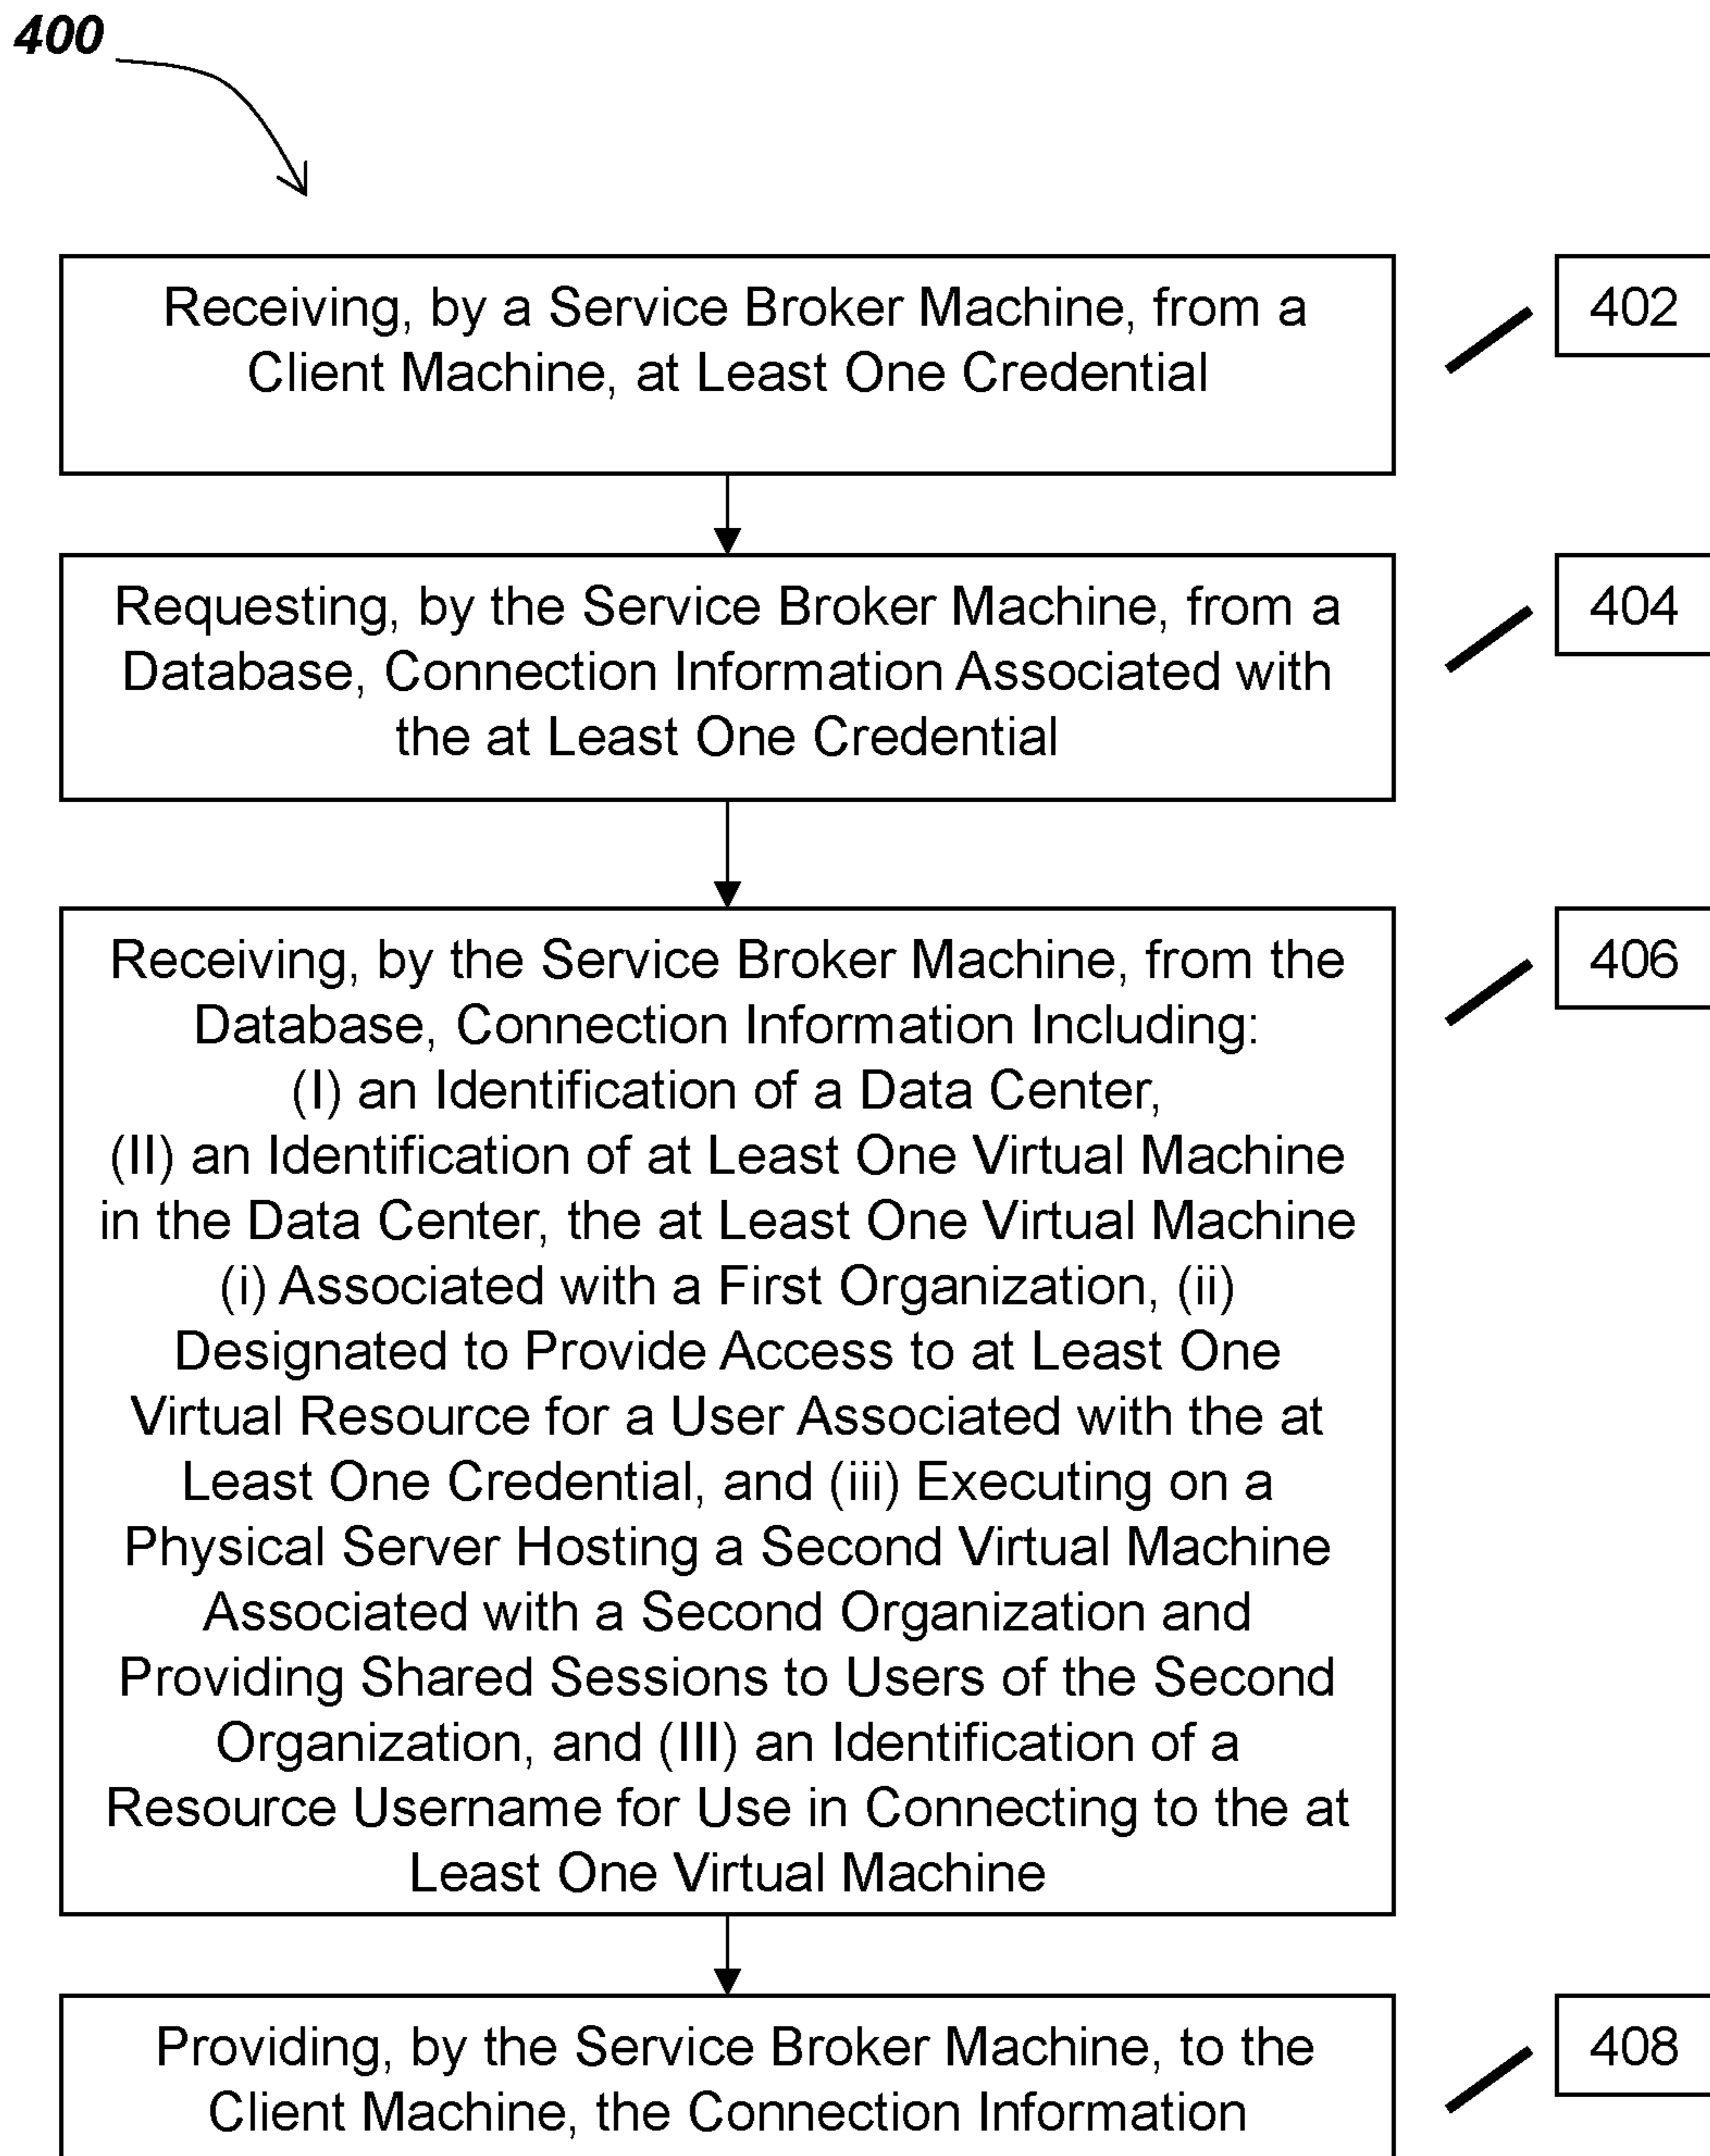 400
Receiving, by a Service Broker Machine, from a
Client Machine, at Least One Credential
402
Requesting, by the Service Broker Machine, from a
Database, Connection Information Associated with
the at Least One Credential
404
Receiving, by the Service Broker Machine, from the
Database, Connection Information Including:
(I) an Identification of a Data Center,
(II) an Identification of at Least One Virtual Machine
in the Data Center, the at Least One Virtual Machine
(i) Associated with a First Organization, (ii)
Designated to Provide Access to at Least One
Virtual Resource for a User Associated with the at
Least One Credential, and (iii) Executing on a
Physical Server Hosting a Second Virtual Machine
Associated with a Second Organization and
Providing Shared Sessions to Users of the Second
Organization, and (III) an Identification of a
Resource Username for Use in Connecting to the at
Least One Virtual Machine
406
Providing, by the Service Broker Machine, to the
Client Machine, the Connection Information
408